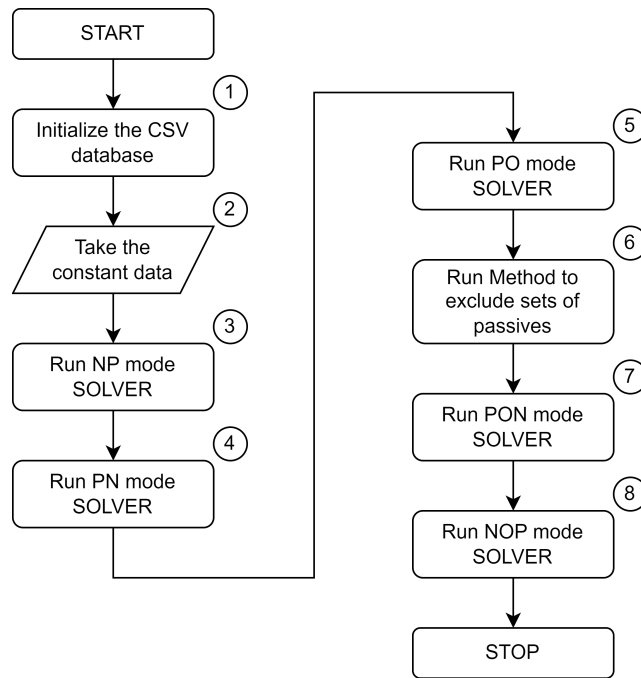 START
1
Initialize the CSV
database
2
Take the
constant data
3
Run NP mode
SOLVER
4
Run PN mode
SOLVER
5
Run PO mode
SOLVER
6
Run Method to
exclude sets of
passives
7
Run PON mode
SOLVER
8
Run NOP mode
SOLVER
STOP